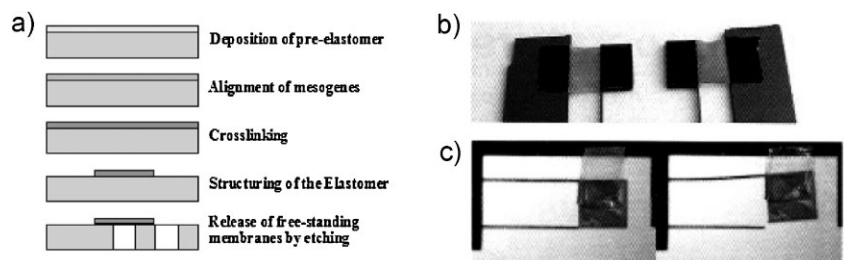 a)
Deposition of pre-elastomer
Alignment of mesogenes
Crosslinking
Structuring of the Elastomer
Release of free-standing
membranes by etching
b)
c)